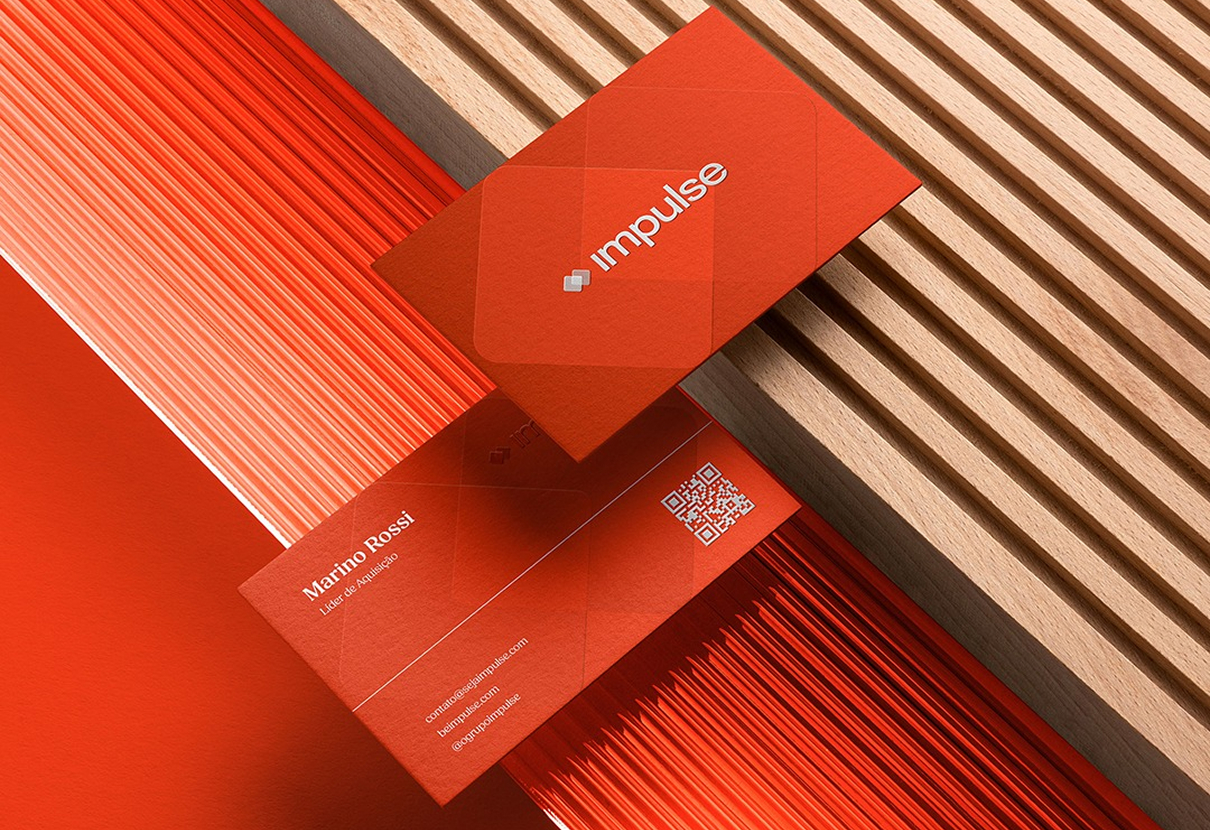 impulse
Marino Rossi
Líder de Aquisição
contato@sejaimpulse.com
beimpulse.com
@ogrupoimpulse